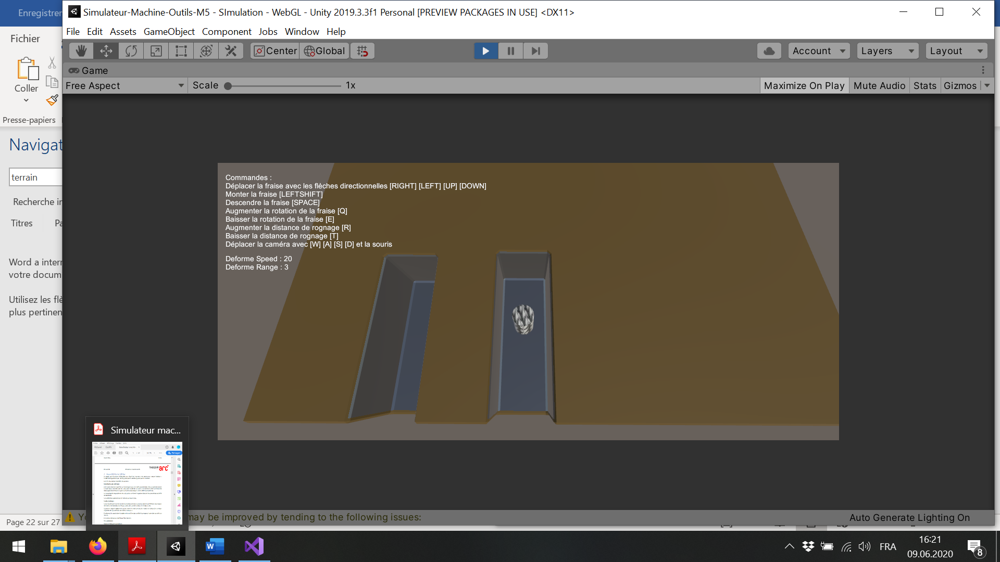 Enregistrer
Simulateur-Machine-Outils-M5 - SImulation - WebGL - Unity 2019.3.3f1 Personal [PREVIEW PACKAGES IN USE] <DX11>
File Edit Assets GameObject Component Jobs Window Help
Fichier
Center Global
Account Layers Layout
Game
Free Aspect Scale 1x
Maximize On Play Mute Audio Stats Gizmos
Coller
Presse-papiers
Navigat
terrain
Recherche in
Titres Pa
Word a interr
votre docum
Utilisez les flè
plus pertinen
Commandes :
Déplacer la fraise avec les flèches directionnelles [RIGHT] [LEFT] [UP] [DOWN]
Monter la fraise [LEFTSHIFT]
Descendre la fraise [SPACE]
Augmenter la rotation de la fraise [Q]
Baisser la rotation de la fraise [E]
Augmenter la distance de rognage [R]
Baisser la distance de rognage [T]
Déplacer la caméra avec [W] [A] [S] [D] et la souris
Deforme Speed : 20
Deforme Range : 3
Simulateur mac...
arc
may be improved by tending to the following issues:
Auto Generate Lighting On
Page 22 sur 27
FRA
16:21
09.06.2020
8